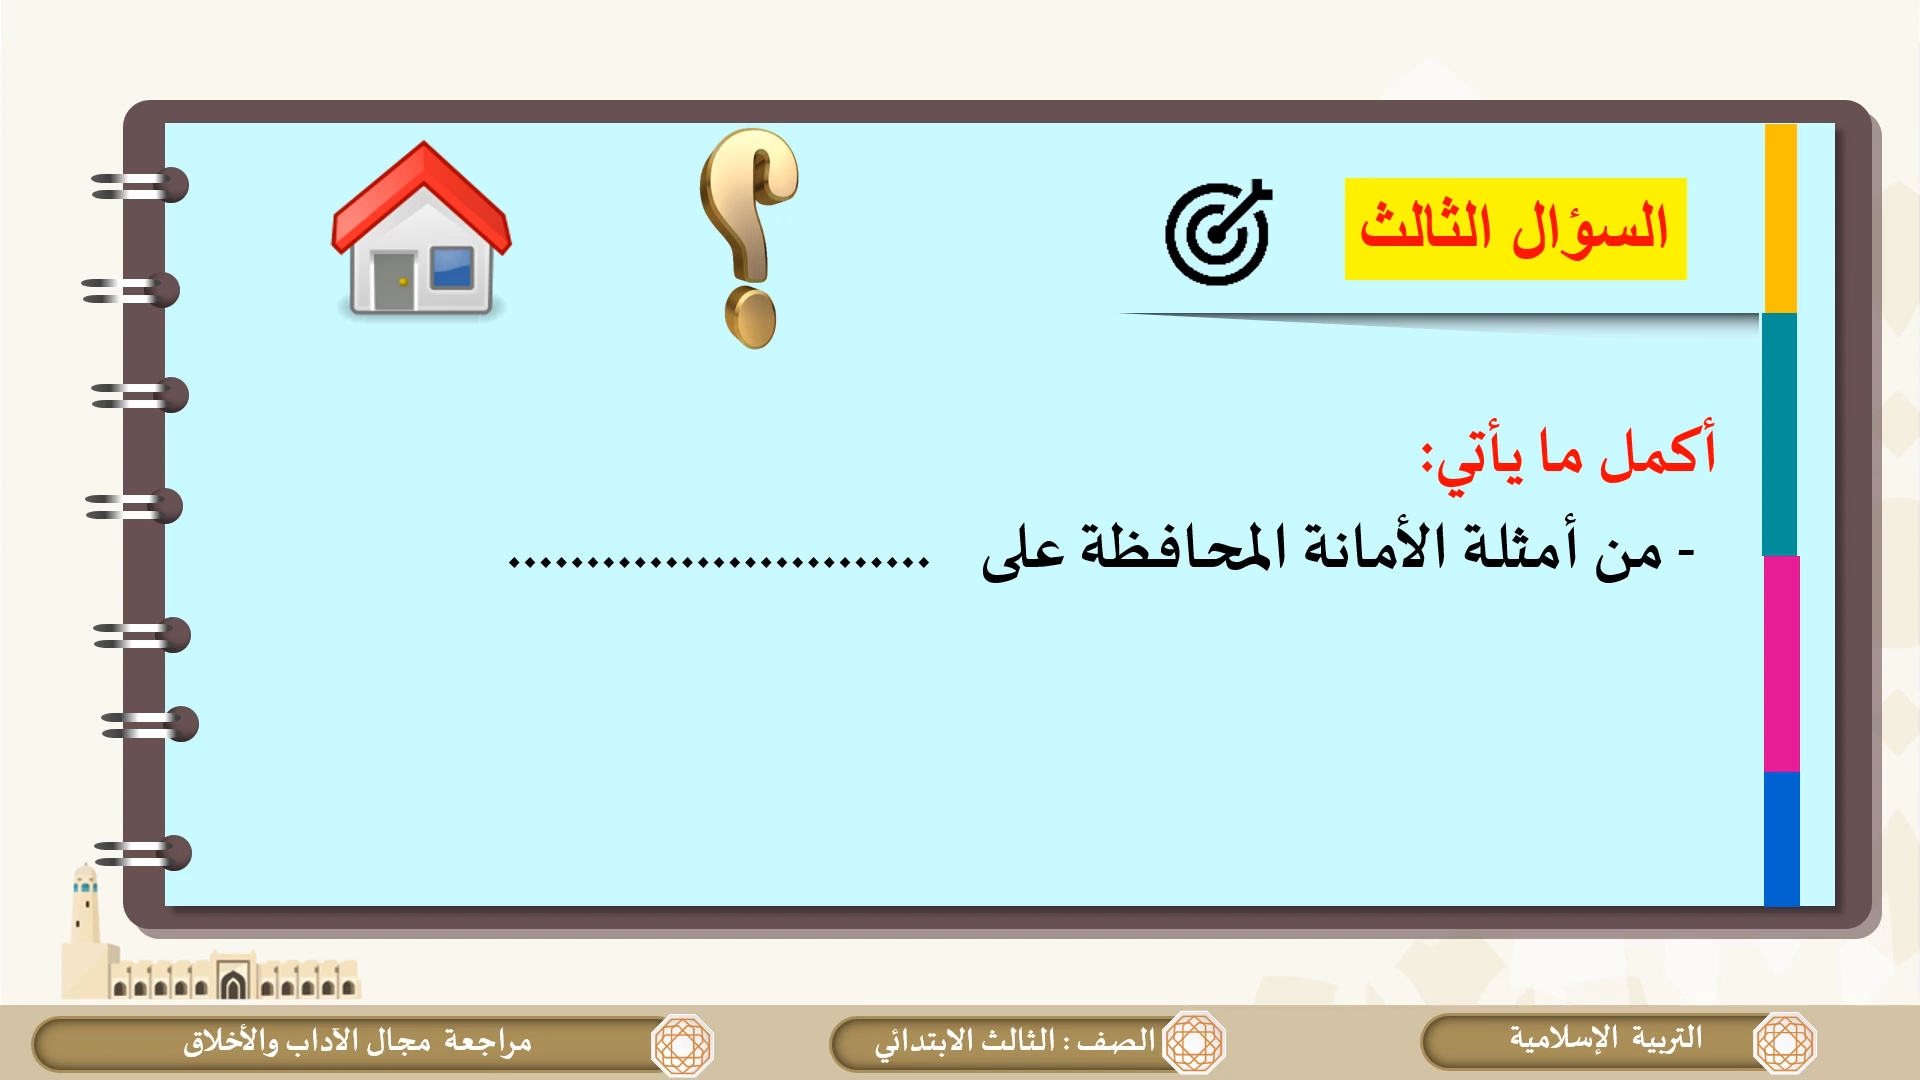 السؤال الثالث
أكمل ما يأتي:
- من أمثلة الأمانة المحافظة على ...........................
التربية الإسلامية
الصف : الثالث الابتدائي
مراجعة مجال الآداب والأخلاق